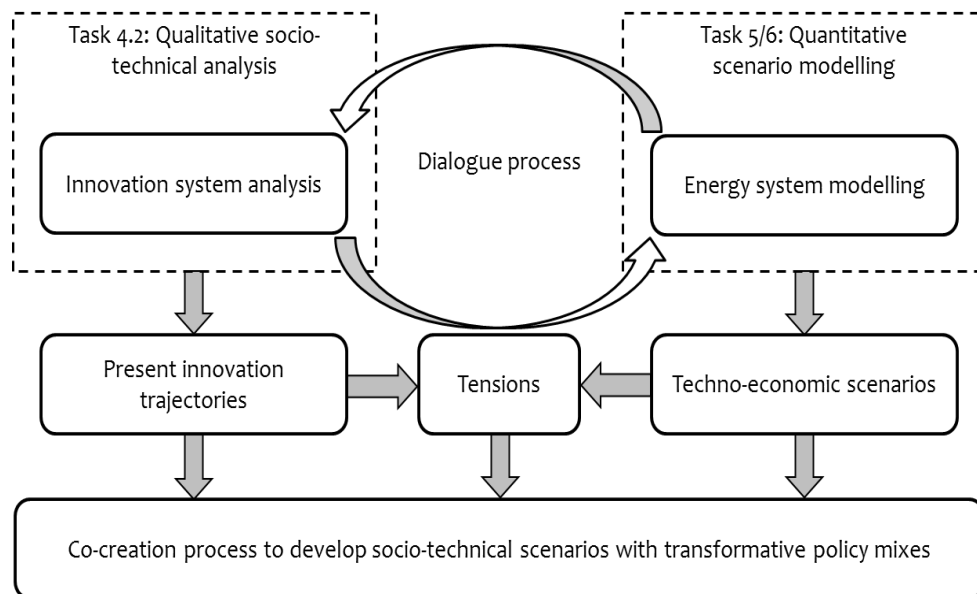 Task 4.2: Qualitative socio-
technical analysis
Task 5/6: Quantitative
scenario modelling
Dialogue process
Innovation system analysis
Energy system modelling
Present innovation
trajectories
Tensions
Techno-economic scenarios
Co-creation process to develop socio-technical scenarios with transformative policy mixes